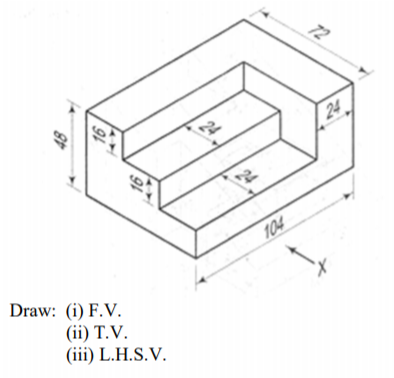 72
24
48
16
24
16
24
104
X
Draw: (i) F.V.
(ii) T.V.
(iii) L.H.S.V.